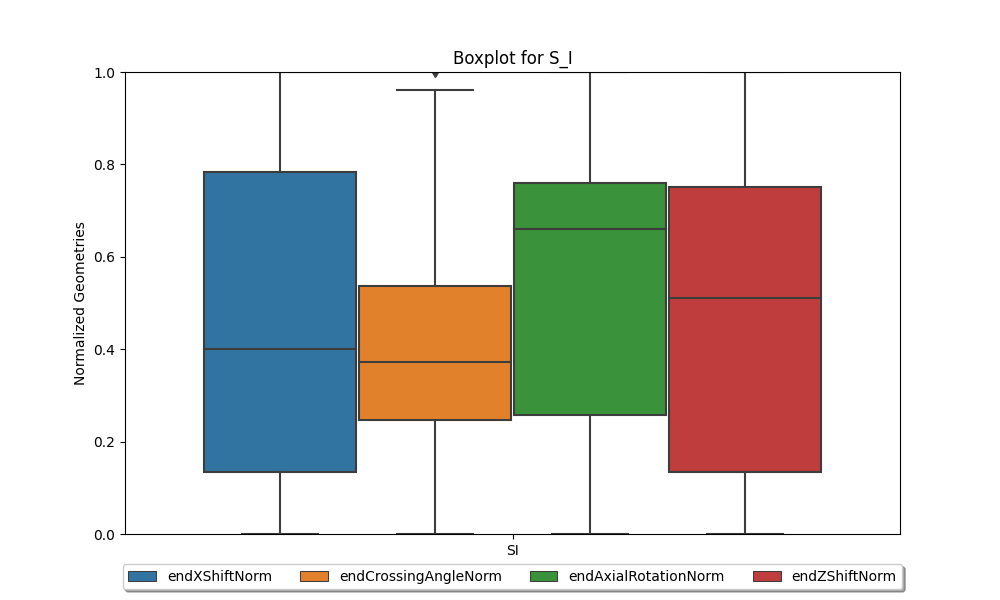 Boxplot for S_I
1.0
0.8
0.6
0.4
0.2
0.0
Normalized Geometries
SI
endXShiftNorm endCrossingAngleNorm endAxialRotationNorm endZShiftNorm